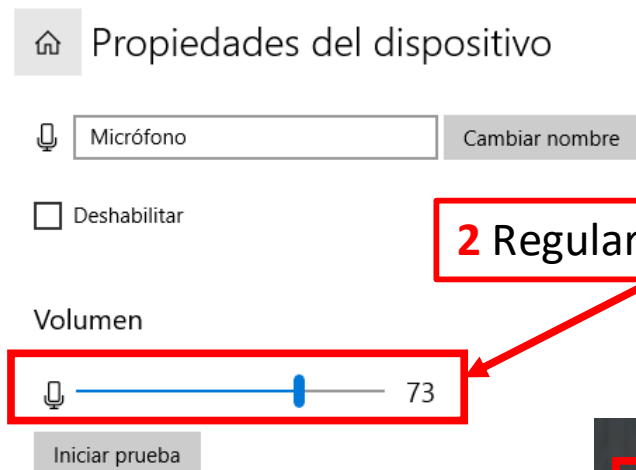 Propiedades del dispositivo
Micrófono
Cambiar nombre
Deshabilitar
2 Regular
Volumen
73
Iniciar prueba